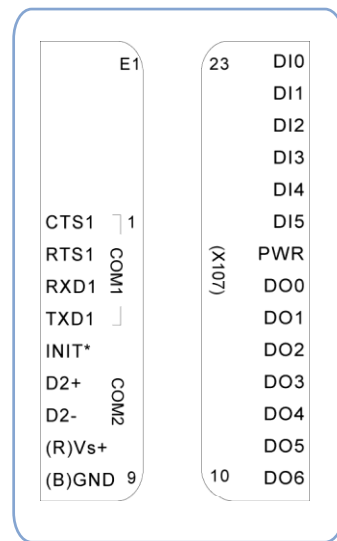 E1
CTS1 1
RTS1
RXD1
TXD1
COM1
INIT*
D2+
D2-
COM2
(R)Vs+
(B)GND 9
23 DI0
DI1
DI2
DI3
DI4
DI5
PWR
(X107)
DO0
DO1
DO2
DO3
DO4
DO5
10 DO6